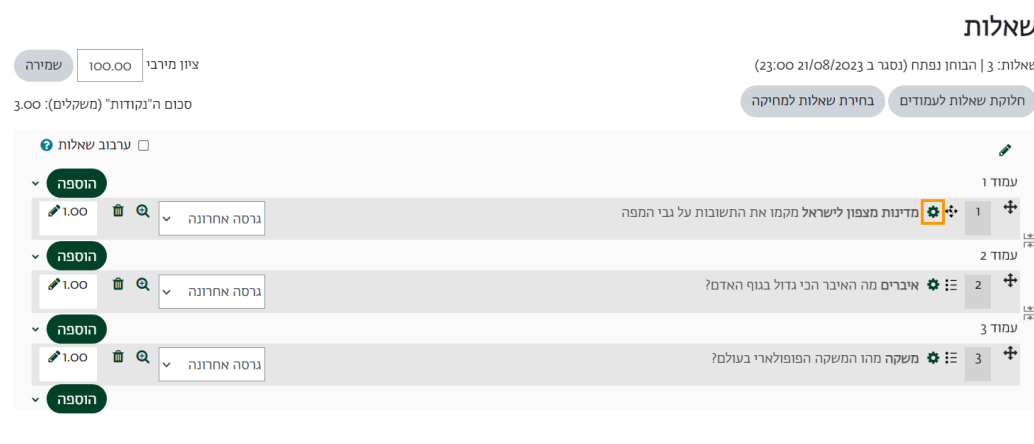 שאלות
שאלות: 3 | הבוחן נפתח (נסגר ב 21/08/2023 23:00)
ציון מירבי 100.00 שמירה
חלוקת שאלות לעמודים בחירת שאלות למחיקה
סכום ה"נקודות" (משקלים): 3.00
ערבוב שאלות
עמוד 1
הוספה
1 מדינות מצפון לישראל מקמו את התשובות על גבי המפה גרסה אחרונה 1.00
עמוד 2
הוספה
2 איברים מה האיבר הכי גדול בגוף האדם? גרסה אחרונה 1.00
עמוד 3
הוספה
3 משקה מהו המשקה הפופולארי בעולם? גרסה אחרונה 1.00
הוספה